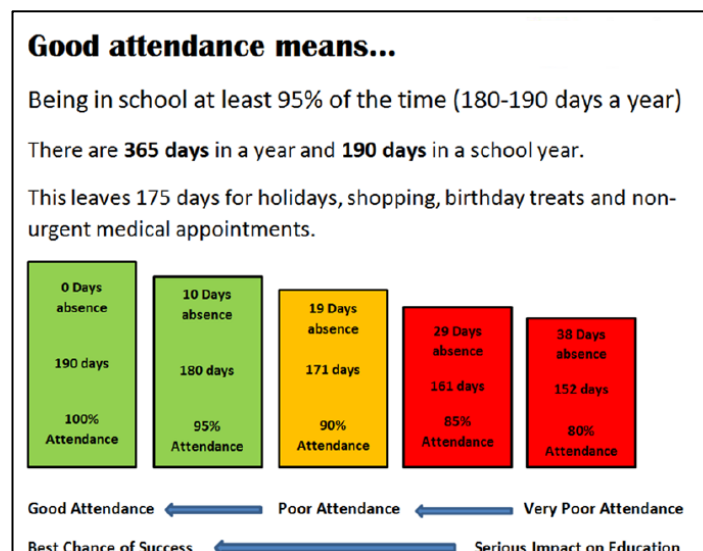 Good attendance means...
Being in school at least 95% of the time (180-190 days a year)
There are 365 days in a year and 190 days in a school year.
This leaves 175 days for holidays, shopping, birthday treats and non-
urgent medical appointments.
0 Days
absence
190 days
100%
Attendance
10 Days
absence
180 days
95%
Attendance
19 Days
absence
171 days
90%
Attendance
29 Days
absence
161 days
85%
Attendance
38 Days
absence
152 days
80%
Attendance
Good Attendance Poor Attendance Very Poor Attendance
Best Chance of Success Serious Impact on Education